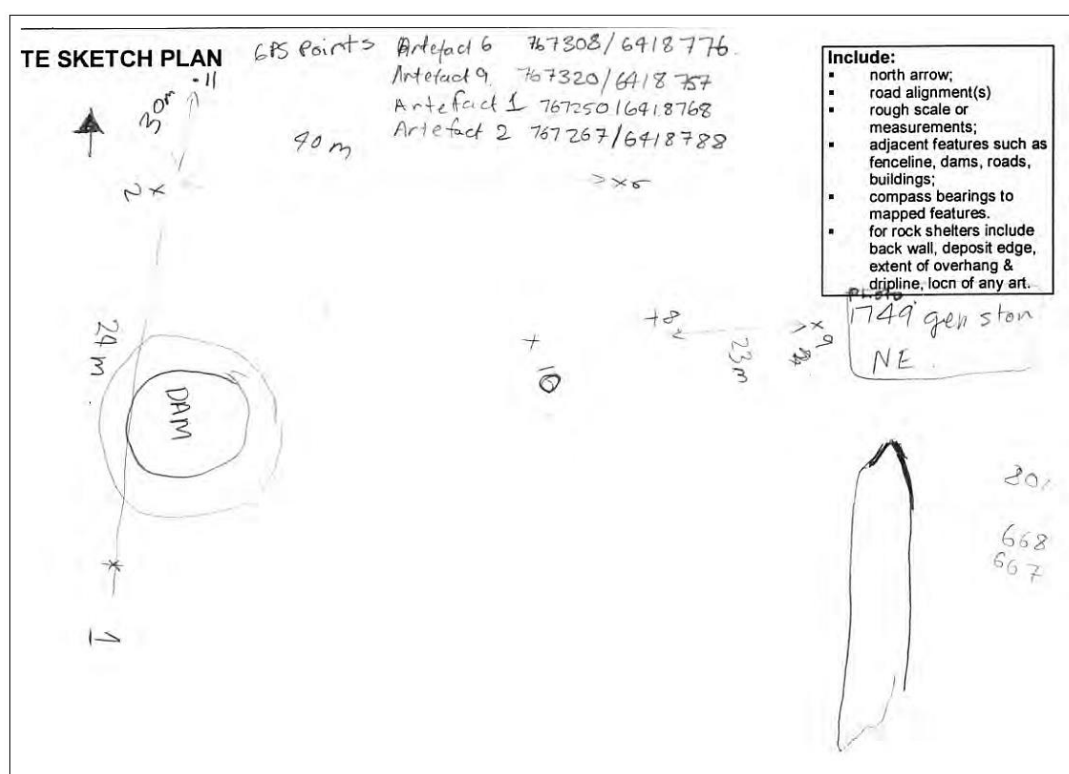 TE SKETCH PLAN
GPS Points Artefact 6 767308/6418776
Artefact 9 767320/6418757
Artefact 1 767250/6418768
Artefact 2 767267/6418788
11
30m
40 m
2
Include:
north arrow;
road alignment(s)
rough scale or
measurements;
adjacent features such as
fenceline, dams, roads,
buildings;
compass bearings to
mapped features.
for rock shelters include
back wall, deposit edge,
extent of overhang &
dripline, locn of any art.
Photo
1749 gen ston
NE.
8
9
23m
10
24 m
DAM
801
668
667
1